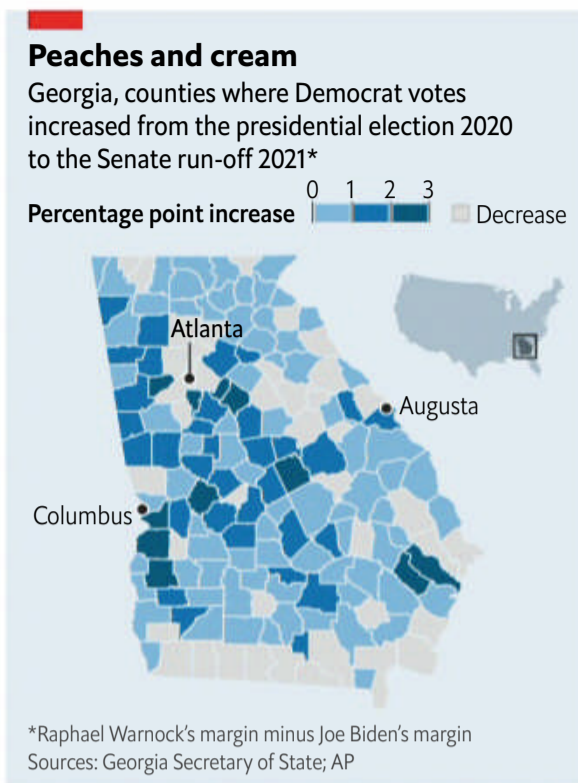 Peaches and cream
Georgia, counties where Democrat votes
increased from the presidential election 2020
to the Senate run-off 2021*
0 1 2 3
Percentage point increase Decrease
Atlanta
Augusta
Columbus
*Raphael Warnock's margin minus Joe Biden's margin
Sources: Georgia Secretary of State; AP